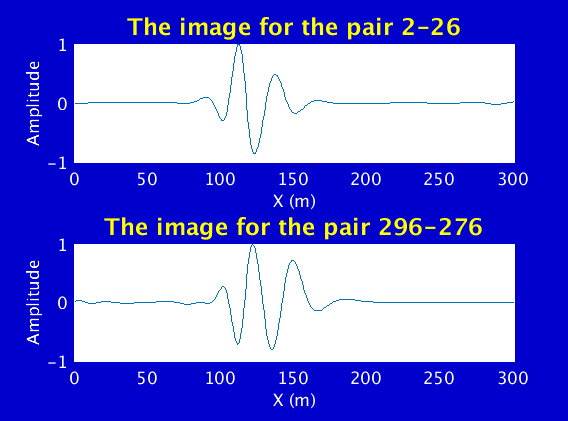 The image for the pair 2-26
1
0
-1
Amplitude
0 50 100 150 200 250 300
X (m)
The image for the pair 296-276
1
0
-1
Amplitude
0 50 100 150 200 250 300
X (m)